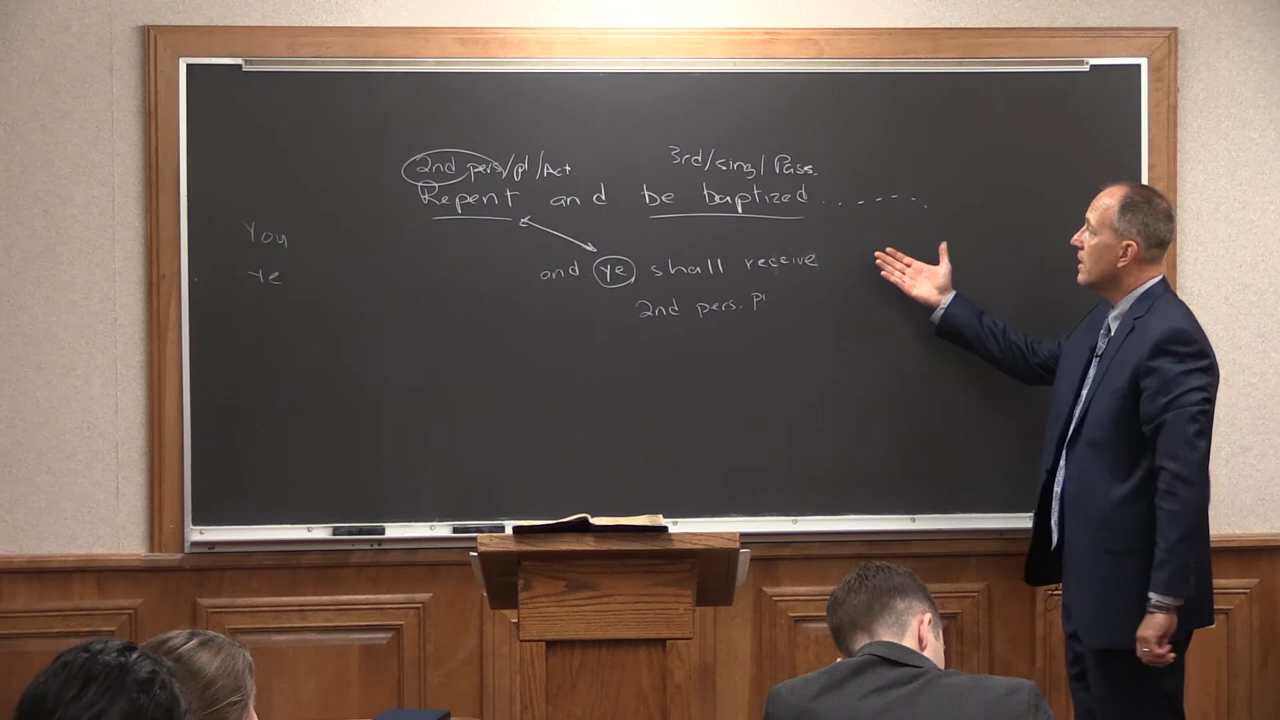 2nd pers/pl/Act. 3rd/sing/Pass.
Repent and be baptized . . - - - - .
You
and ye shall receive
ye
2nd pers. pl